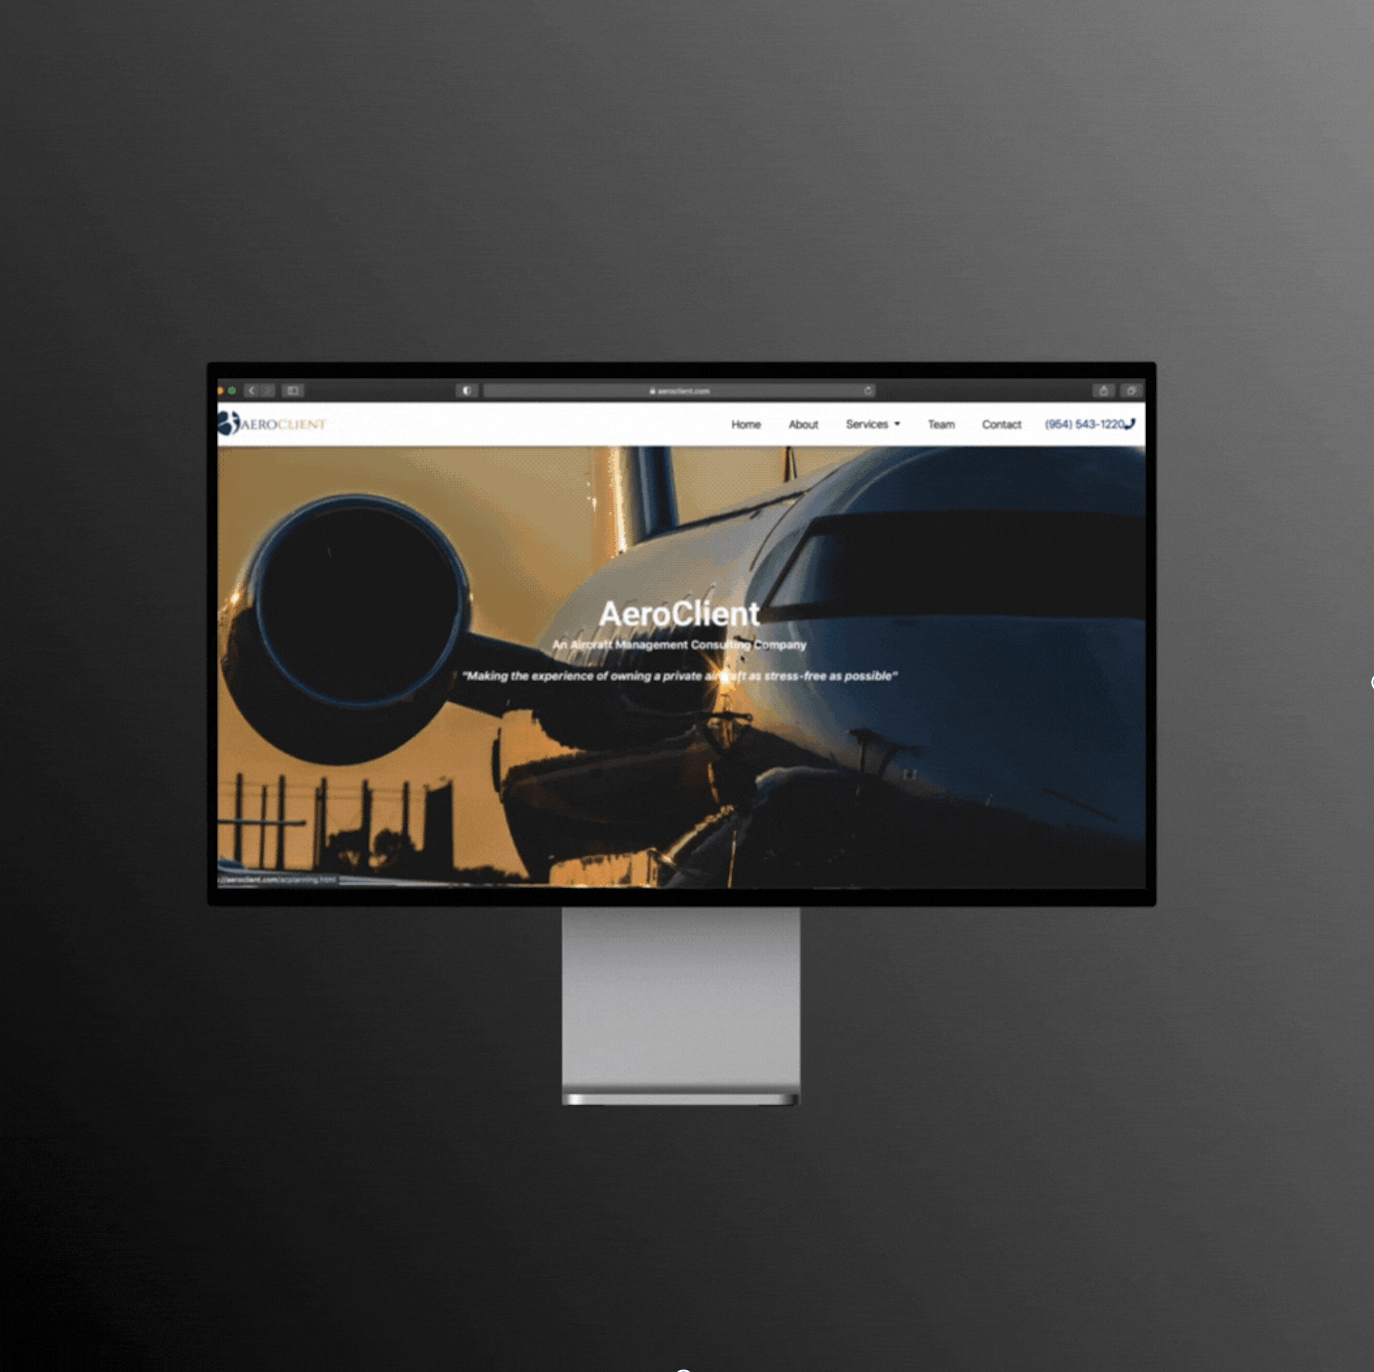 aeroclient.com
AEROCLIENT
Home About Services Team Contact (954) 543-1220
AeroClient
An Aircraft Management Consulting Company
"Making the experience of owning a private aircraft as stress-free as possible"
://aeroclient.com/acplanning.html